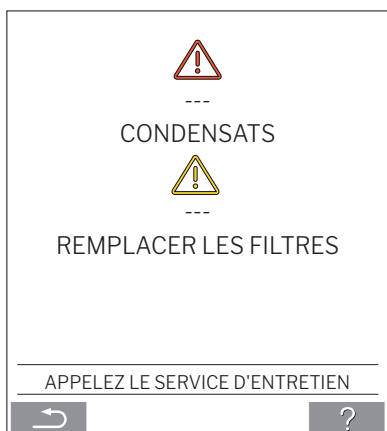 ---
CONDENSATS
---
REMPLACER LES FILTRES
APPELEZ LE SERVICE D'ENTRETIEN
?